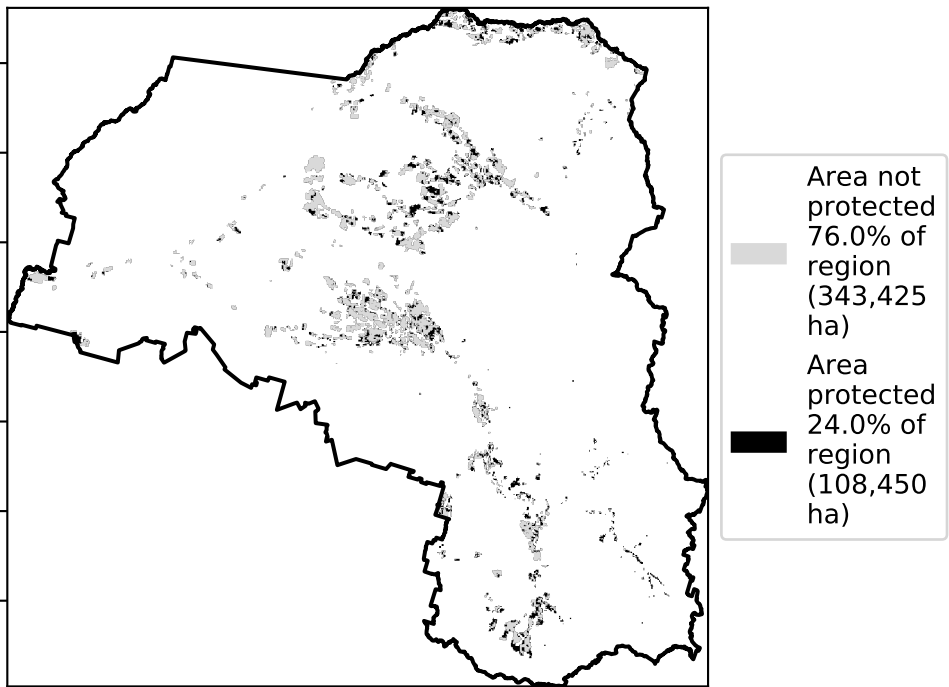 Area not
protected
76.0% of
region
(343,425
ha)
Area
protected
24.0% of
region
(108,450
ha)